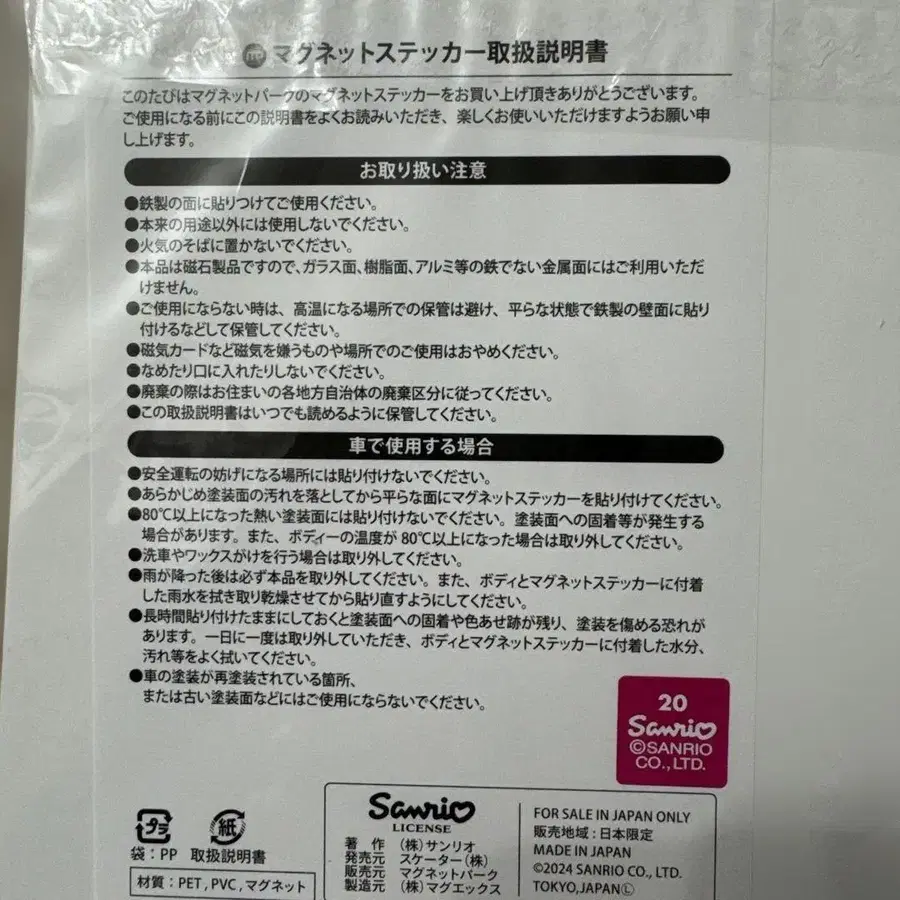 mp マグネットステッカー取扱説明書
このたびはマグネットパークのマグネットステッカーをお買い上げ頂きありがとうございます。
ご使用になる前にこの説明書をよくお読みいただき、楽しくお使いいただけますようお願い申
し上げます。
お取り扱い注意
●鉄製の面に貼りつけてご使用ください。
●本来の用途以外には使用しないでください。
●火気のそばに置かないでください。
●本品は磁石製品ですので、ガラス面、樹脂面、アルミ等の鉄でない金属面にはご利用いただ
けません。
●ご使用にならない時は、高温になる場所での保管は避け、平らな状態で鉄製の壁面に貼り
付けるなどして保管してください。
●磁気カードなど磁気を嫌うものや場所でのご使用はおやめください。
●なめたり口に入れたりしないでください。
●廃棄の際はお住まいの各地方自治体の廃棄区分に従ってください。
●この取扱説明書はいつでも読めるように保管してください。
車で使用する場合
●安全運転の妨げになる場所には貼り付けないでください。
●あらかじめ塗装面の汚れを落としてから平らな面にマグネットステッカーを貼り付けてください。
●80℃以上になった熱い塗装面には貼り付けないでください。塗装面への固着等が発生する
場合があります。また、ボディーの温度が 80℃以上になった場合は取り外してください。
●洗車やワックスがけを行う場合は取り外してください。
●雨が降った後は必ず本品を取り外してください。また、ボディとマグネットステッカーに付着
した雨水を拭き取り乾燥させてから貼り直すようにしてください。
●長時間貼り付けたままにしておくと塗装面への固着や色あせ跡が残り、塗装を傷める恐れが
あります。一日に一度は取り外していただき、ボディとマグネットステッカーに付着した水分、
汚れ等をよく拭いてください。
●車の塗装が再塗装されている箇所、
または古い塗装面などにはご使用にならないでください。
20
Sanrio
©SANRIO
CO.,LTD.
プラ
袋：PP
紙
取扱説明書
材質：PET , PVC , マグネット
Sanrio
LICENSE
著　作　（株）サンリオ
発売元　スケーター（株）
販売元　マグネットパーク
製造元　（株）マグエックス
FOR SALE IN JAPAN ONLY
販売地域：日本限定
MADE IN JAPAN
©2024 SANRIO CO., LTD.
TOKYO,JAPANⓁ